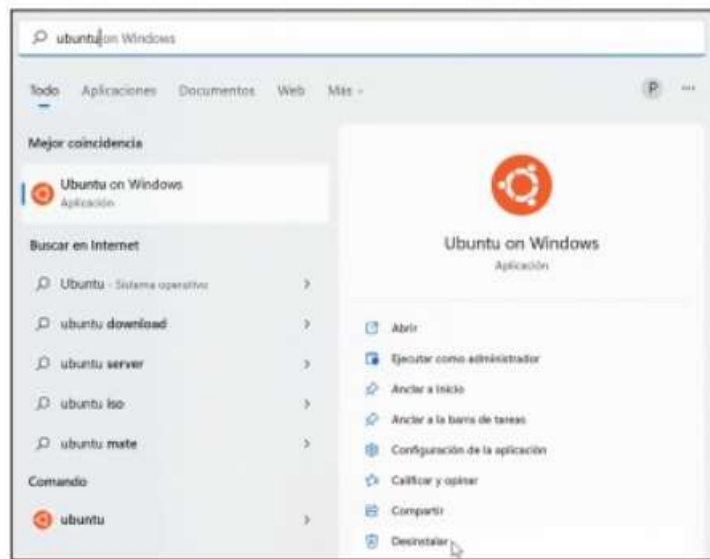 ubuntu on Windows
Todo Aplicaciones Documentos Web Más
P ...
Mejor coincidencia
Ubuntu on Windows
Aplicación
Buscar en Internet
Ubuntu - Sistema operativo
ubuntu download
ubuntu server
ubuntu iso
ubuntu mate
Comando
ubuntu
Ubuntu on Windows
Aplicación
Abrir
Ejecutar como administrador
Anclar a Inicio
Anclar a la barra de tareas
Configuración de la aplicación
Calificar y opinar
Compartir
Desinstalar